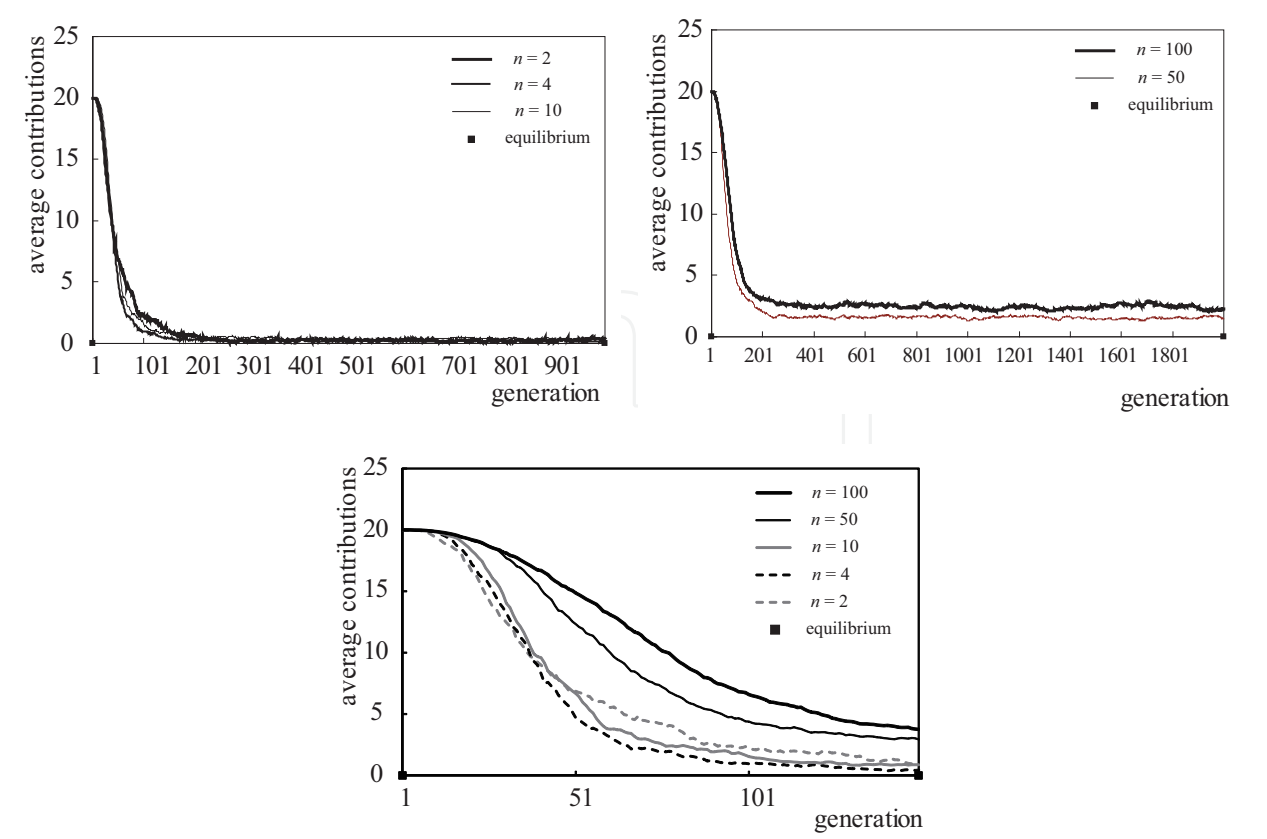 average contributions
25
20
15
10
5
0
n = 2
n = 4
n = 10
equilibrium
1 101 201 301 401 501 601 701 801 901
generation
average contributions
25
20
15
10
5
0
n = 100
n = 50
equilibrium
1 201 401 601 801 1001 1201 1401 1601 1801
generation
average contributions
25
20
15
10
5
0
n = 100
n = 50
n = 10
n = 4
n = 2
equilibrium
1 51 101
generation